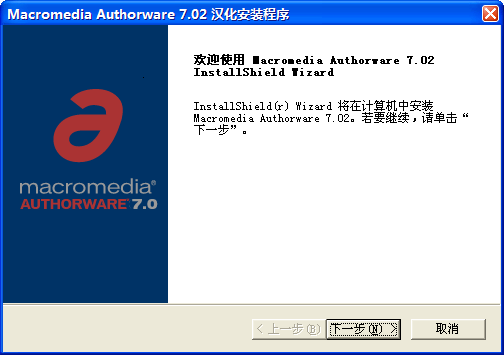 Macromedia Authorware 7.02 汉化安装程序
欢迎使用 Macromedia Authorware 7.02
InstallShield Wizard
InstallShield(r) Wizard 将在计算机中安装
Macromedia Authorware 7.02。若要继续，请单击“
下一步”。
macromedia®
AUTHORWARE® 7.0
< 上一步(B)
下一步(N) >
取消